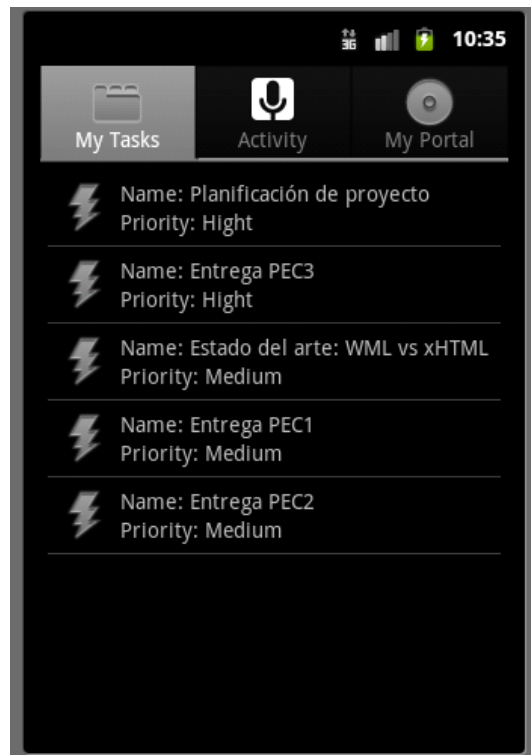 3G 10:35
My Tasks Activity My Portal
Name: Planificación de proyecto
Priority: Hight
Name: Entrega PEC3
Priority: Hight
Name: Estado del arte: WML vs xHTML
Priority: Medium
Name: Entrega PEC1
Priority: Medium
Name: Entrega PEC2
Priority: Medium